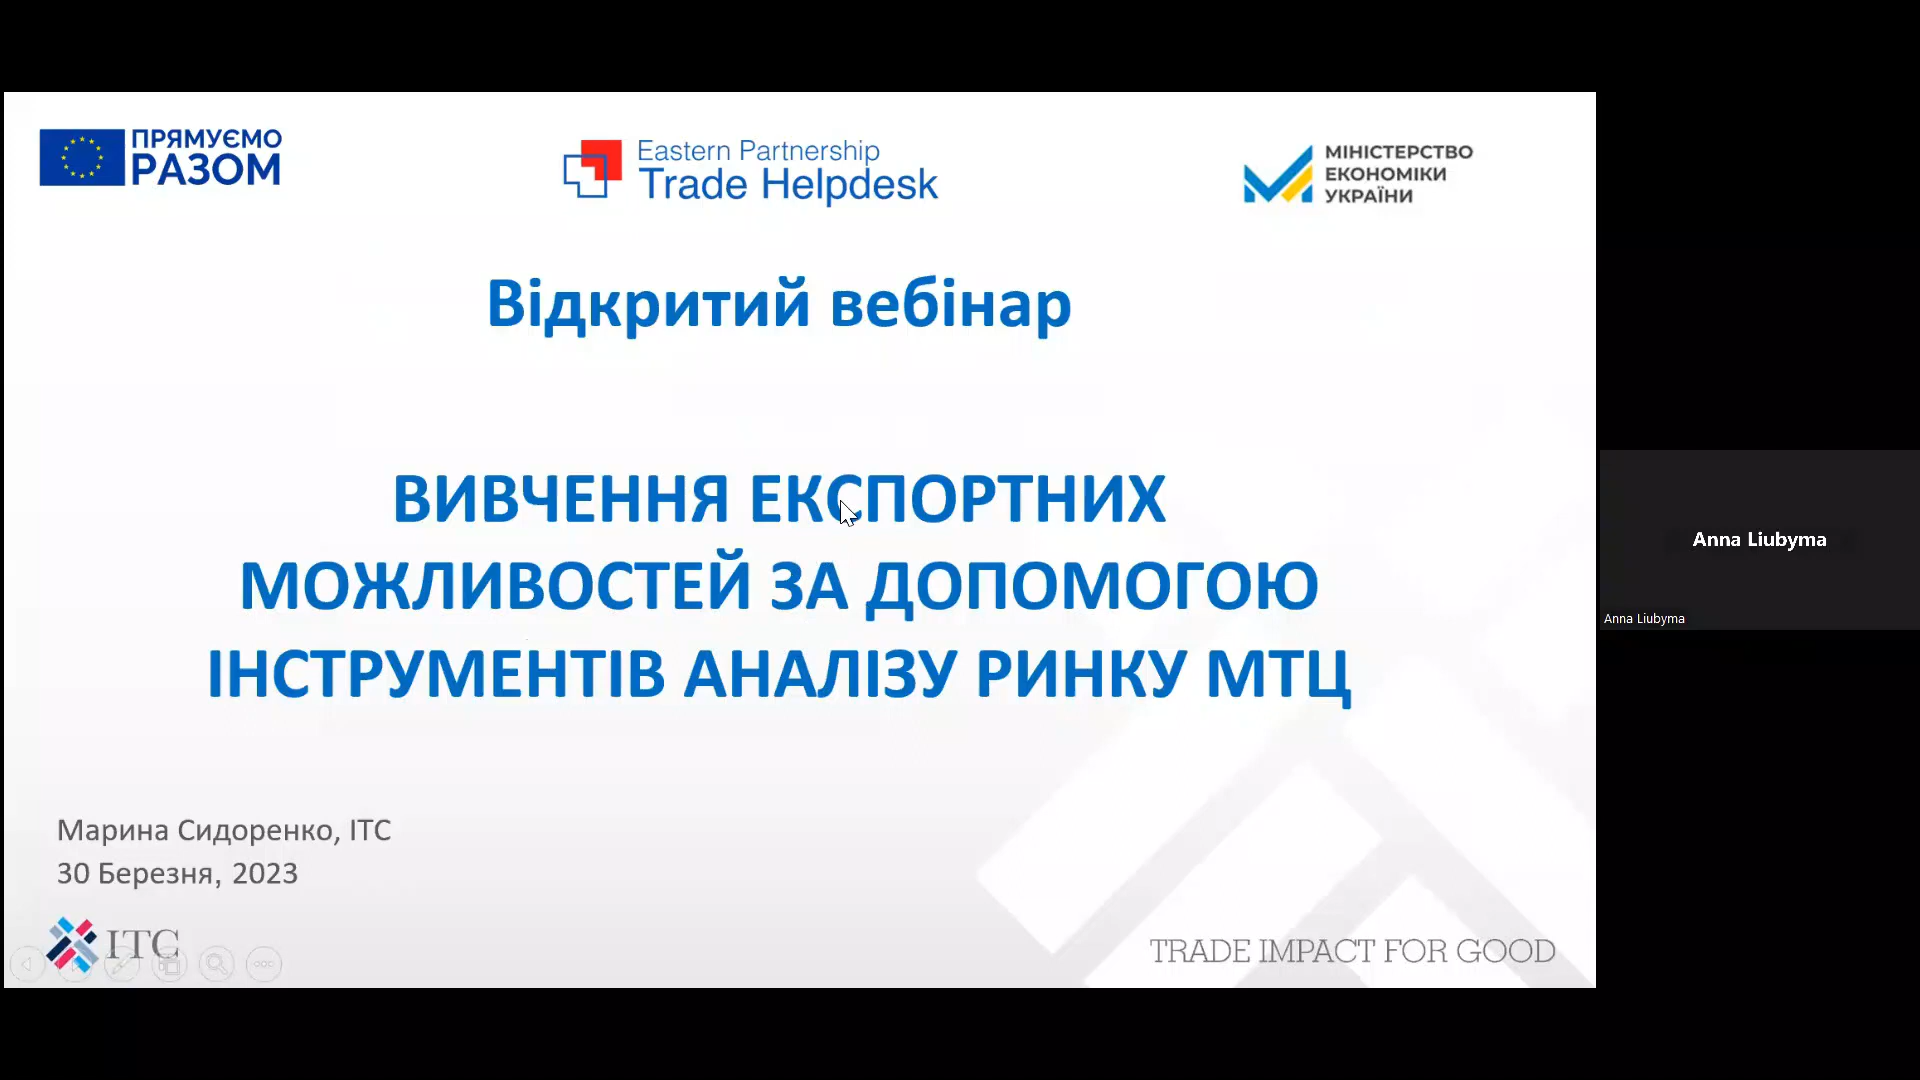 ПРЯМУЄМО
РАЗОМ
Eastern Partnership
Trade Helpdesk
МІНІСТЕРСТВО
ЕКОНОМІКИ
УКРАЇНИ
Відкритий вебінар
ВИВЧЕННЯ ЕКСПОРТНИХ
МОЖЛИВОСТЕЙ ЗА ДОПОМОГОЮ
ІНСТРУМЕНТІВ АНАЛІЗУ РИНКУ МТЦ
Anna Liubyma
Anna Liubyma
Марина Сидоренко, ITC
30 Березня, 2023
ITC
TRADE IMPACT FOR GOOD